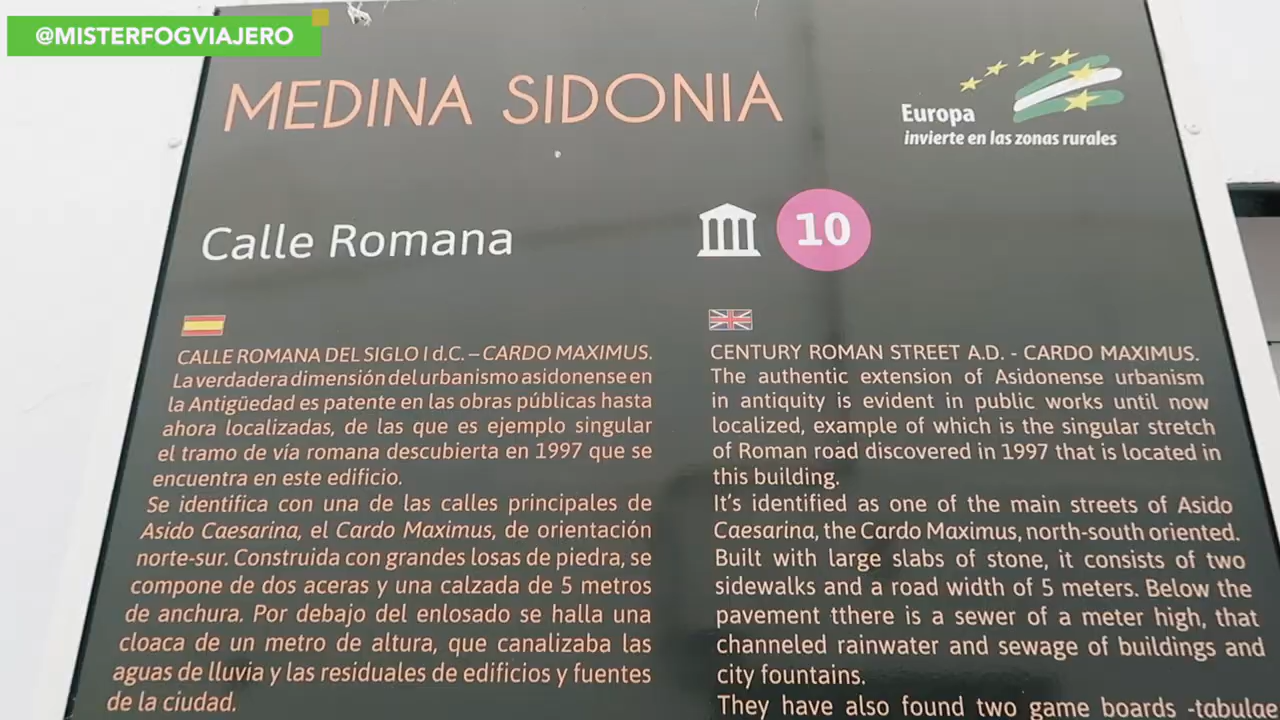 @MISTERFOGVIAJERO
MEDINA SIDONIA
Europa
invierte en las zonas rurales
Calle Romana
10
CALLE ROMANA DEL SIGLO I d.C. – CARDO MAXIMUS.
La verdadera dimensión del urbanismo asidonense en
la Antigüedad es patente en las obras públicas hasta
ahora localizadas, de las que es ejemplo singular
el tramo de vía romana descubierta en 1997 que se
encuentra en este edificio.
Se identifica con una de las calles principales de
Asido Caesarina, el Cardo Maximus, de orientación
norte-sur. Construida con grandes losas de piedra, se
compone de dos aceras y una calzada de 5 metros
de anchura. Por debajo del enlosado se halla una
cloaca de un metro de altura, que canalizaba las
aguas de lluvia y las residuales de edificios y fuentes
de la ciudad.
CENTURY ROMAN STREET A.D. - CARDO MAXIMUS.
The authentic extension of Asidonense urbanism
in antiquity is evident in public works until now
localized, example of which is the singular stretch
of Roman road discovered in 1997 that is located in
this building.
It's identified as one of the main streets of Asido
Caesarina, the Cardo Maximus, north-south oriented.
Built with large slabs of stone, it consists of two
sidewalks and a road width of 5 meters. Below the
pavement tthere is a sewer of a meter high, that
channeled rainwater and sewage of buildings and
city fountains.
They have also found two game boards -tabulae